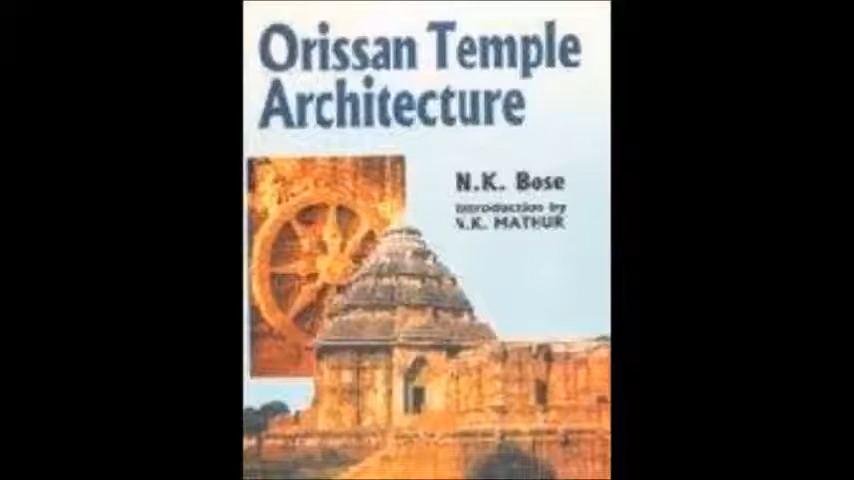 Orissan Temple
Architecture
N.K. Bose
Introduction by
MATHUR